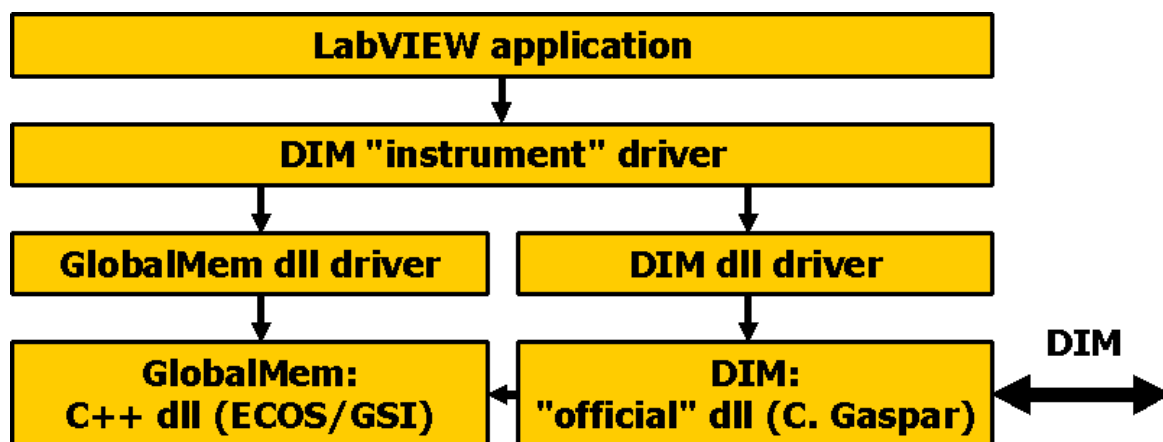 LabVIEW application
DIM "instrument" driver
GlobalMem dll driver
DIM dll driver
GlobalMem:
C++ dll (ECOS/GSI)
DIM:
"official" dll (C. Gaspar)
DIM